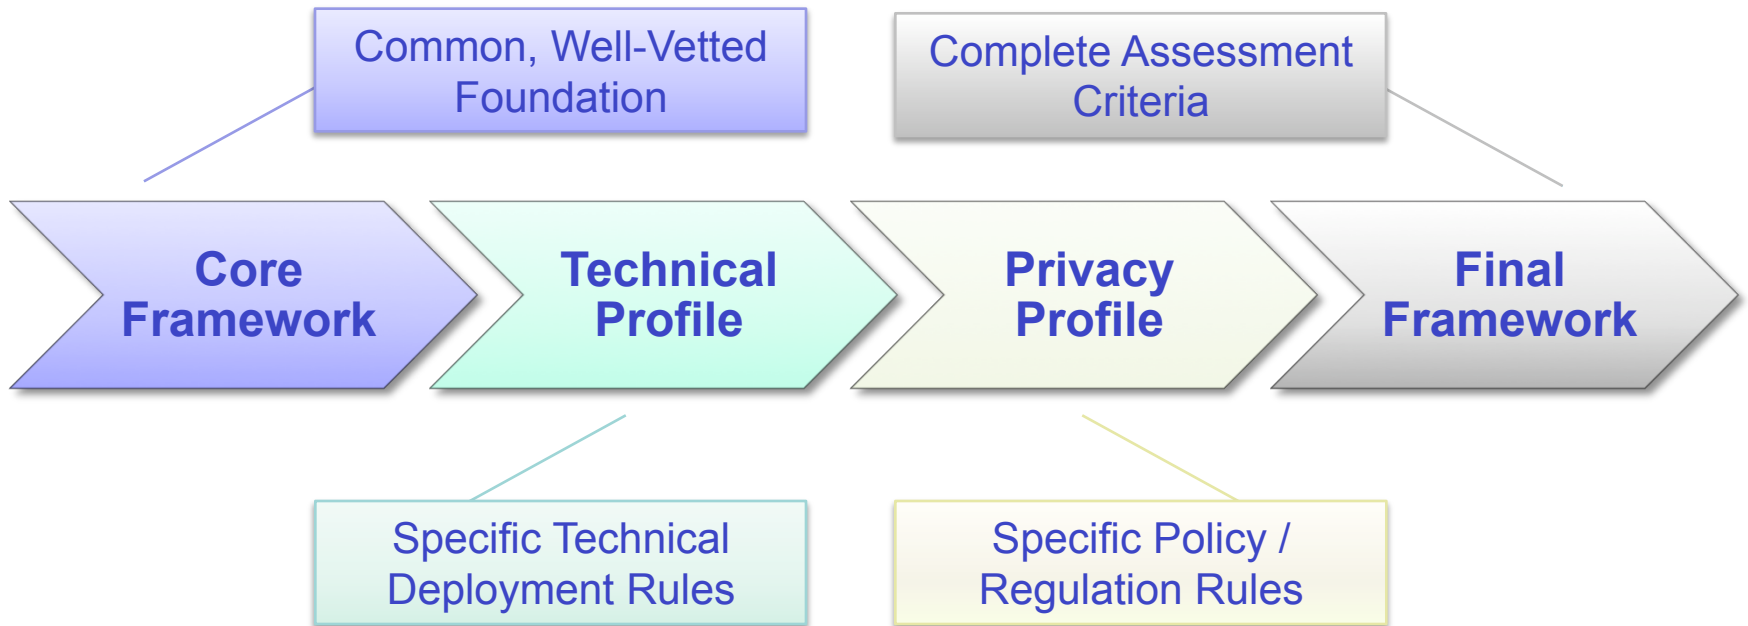 Common, Well-Vetted
Foundation
Complete Assessment
Criteria
Core
Framework
Technical
Profile
Privacy
Profile
Final
Framework
Specific Technical
Deployment Rules
Specific Policy /
Regulation Rules